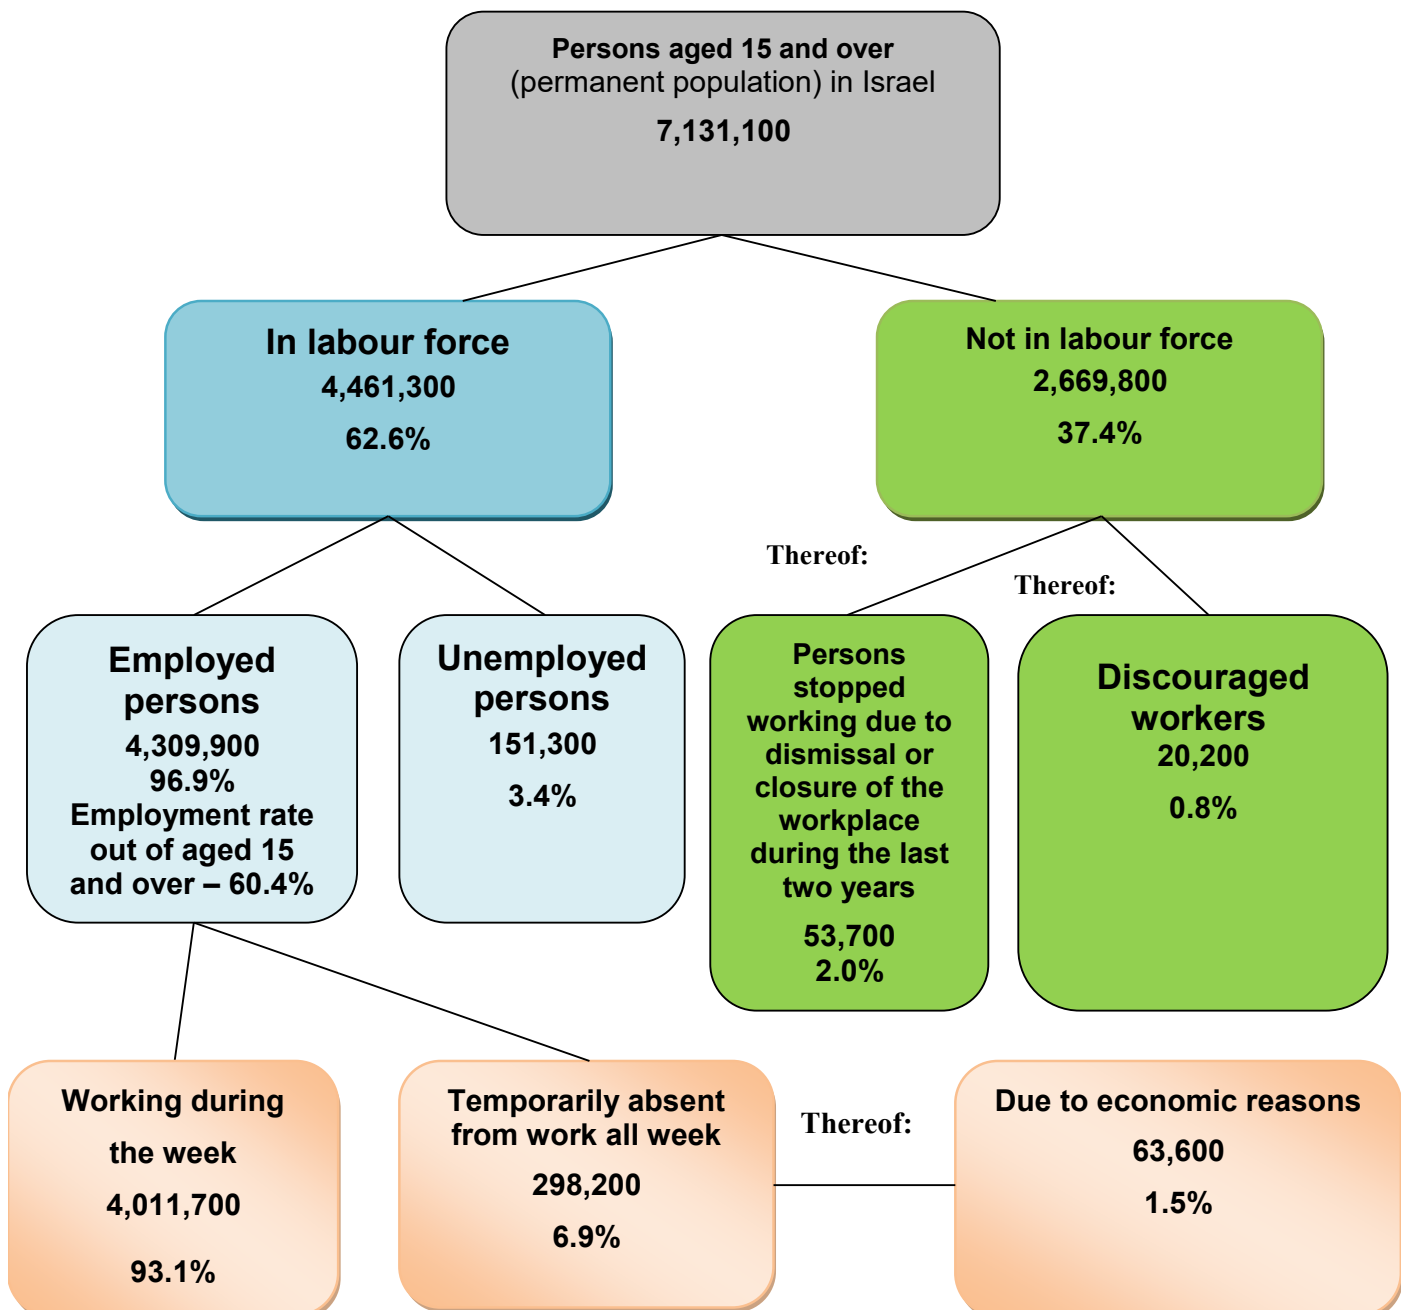 Persons aged 15 and over
(permanent population) in Israel
7,131,100
In labour force
4,461,300
62.6%
Not in labour force
2,669,800
37.4%
Thereof:
Thereof:
Employed
persons
4,309,900
96.9%
Employment rate
out of aged 15
and over – 60.4%
Unemployed
persons
151,300
3.4%
Persons
stopped
working due to
dismissal or
closure of the
workplace
during the last
two years
53,700
2.0%
Discouraged
workers
20,200
0.8%
Working during
the week
4,011,700
93.1%
Temporarily absent
from work all week
298,200
6.9%
Thereof:
Due to economic reasons
63,600
1.5%